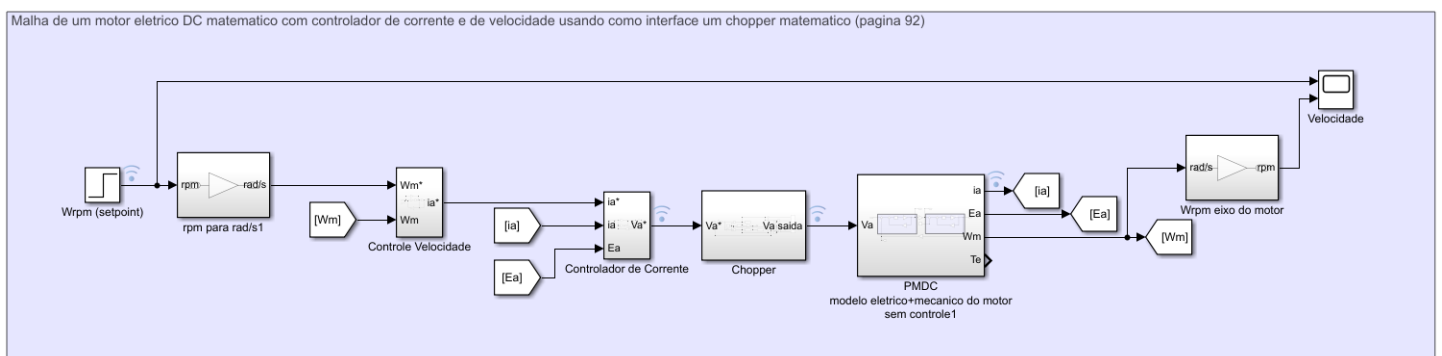 Malha de um motor eletrico DC matematico com controlador de corrente e de velocidade usando como interface um chopper matematico (pagina 92)
Velocidade
Wrpm (setpoint)
rpm
rad/s
rpm para rad/s1
[Wm]
Wm*
Wm
ia*
Controle Velocidade
[ia]
[Ea]
ia*
ia
Ea
Va*
Controlador de Corrente
Va*
Va saida
Chopper
Va
ia
Ea
Wm
Te
PMDC
modelo eletrico+mecanico do motor
sem controle1
[ia]
[Ea]
[Wm]
rad/s
rpm
Wrpm eixo do motor